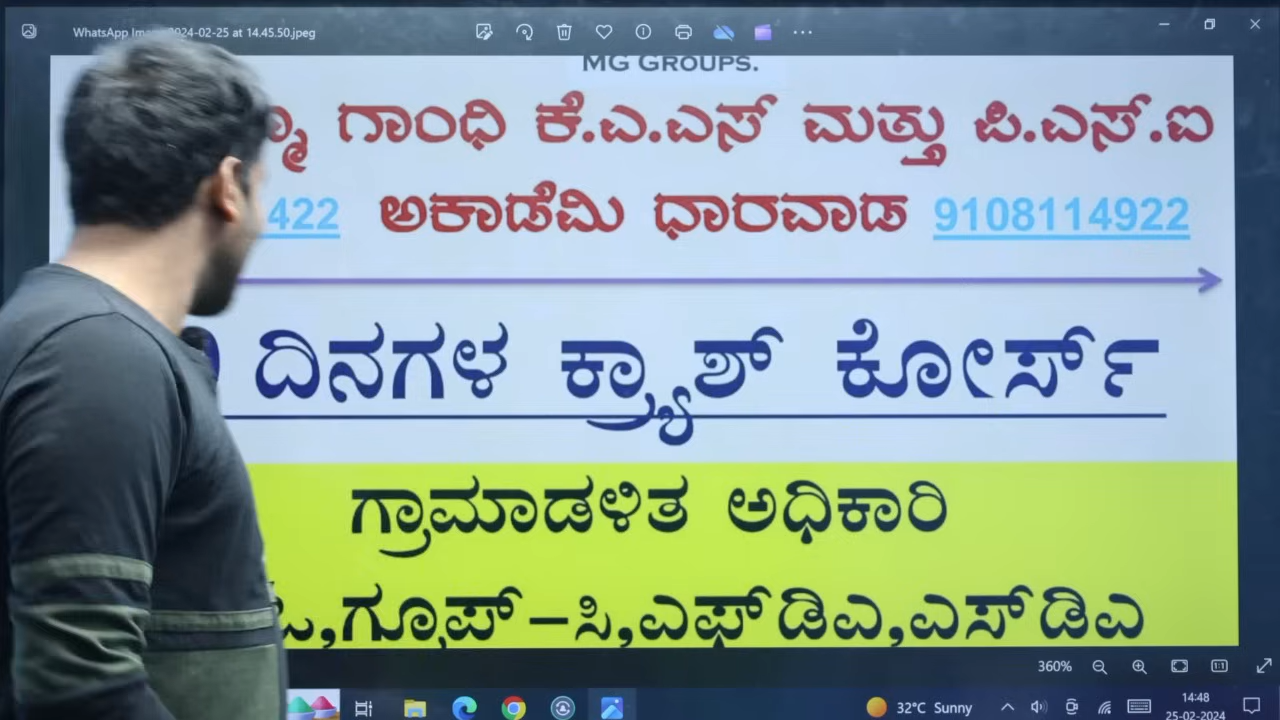 WhatsApp 2024-02-25 at 14.45.50.jpeg
MG GROUPS.
ಗಾಂಧಿ ಕೆ.ಎ.ಎಸ್ ಮತ್ತು ಪಿ.ಎಸ್.ಐ
422 ಅಕಾಡೆಮಿ ಧಾರವಾಡ 9108114922
ದಿನಗಳ ಕ್ರ್ಯಾಶ್ ಕೋರ್ಸ್
ಗ್ರಾಮಾಡಳಿತ ಅಧಿಕಾರಿ
ಗ್ರೂಪ್-ಸಿ,ಎಫ್‌ಡಿಎ,ಎಸ್‌ಡಿಎ
360%
32°C Sunny
14:48
25-02-2024